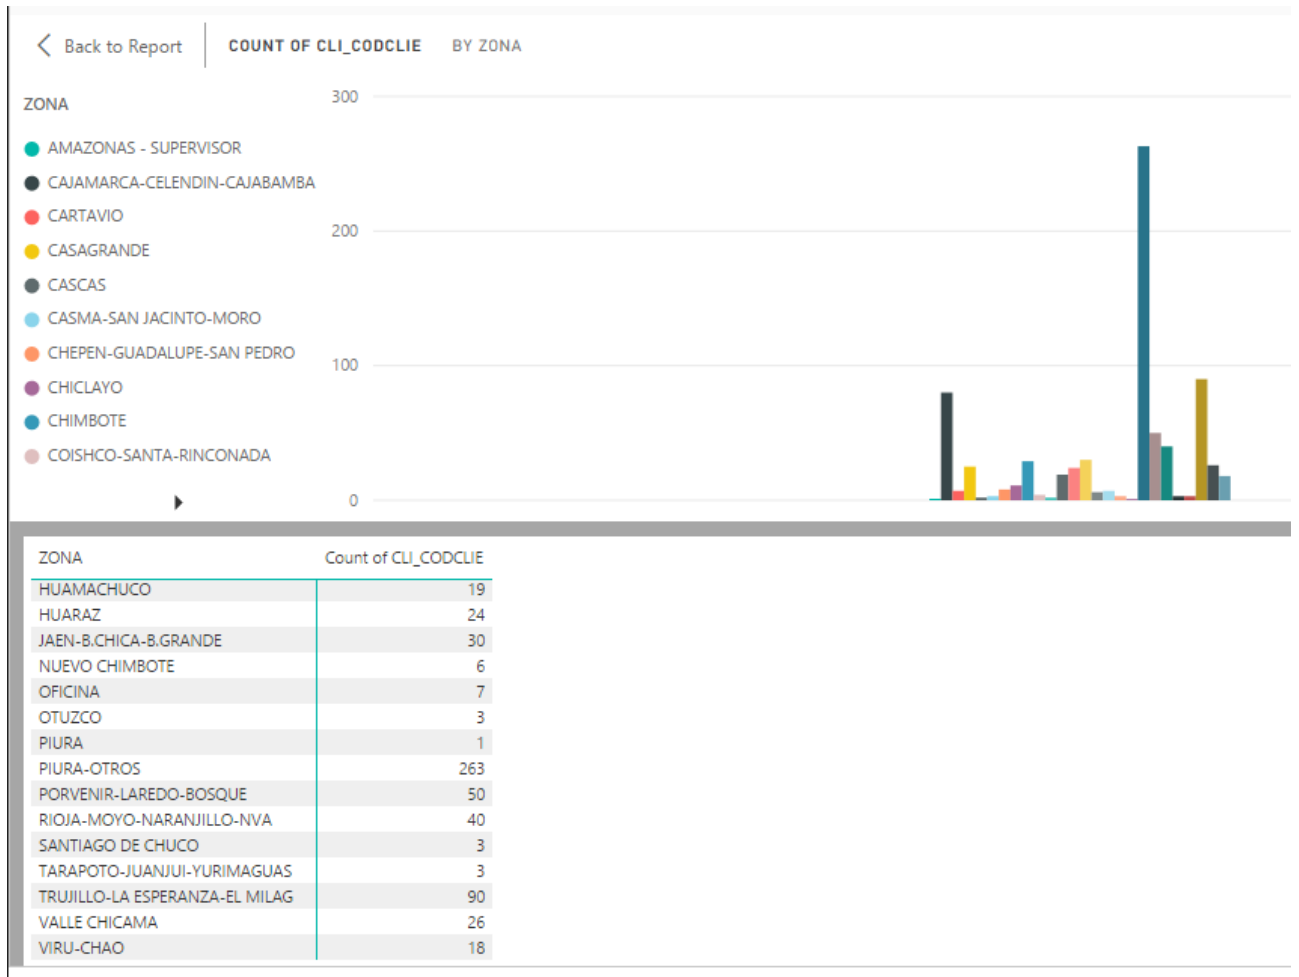 Back to Report COUNT OF CLI_CODCLIE BY ZONA
ZONA
AMAZONAS - SUPERVISOR
CAJAMARCA-CELENDIN-CAJABAMBA
CARTAVIO
CASAGRANDE
CASCAS
CASMA-SAN JACINTO-MORO
CHEPEN-GUADALUPE-SAN PEDRO
CHICLAYO
CHIMBOTE
COISHCO-SANTA-RINCONADA
300
200
100
0
ZONA Count of CLI_CODCLIE
HUAMACHUCO 19
HUARAZ 24
JAEN-B.CHICA-B.GRANDE 30
NUEVO CHIMBOTE 6
OFICINA 7
OTUZCO 3
PIURA 1
PIURA-OTROS 263
PORVENIR-LAREDO-BOSQUE 50
RIOJA-MOYO-NARANJILLO-NVA 40
SANTIAGO DE CHUCO 3
TARAPOTO-JUANJUI-YURIMAGUAS 3
TRUJILLO-LA ESPERANZA-EL MILAG 90
VALLE CHICAMA 26
VIRU-CHAO 18